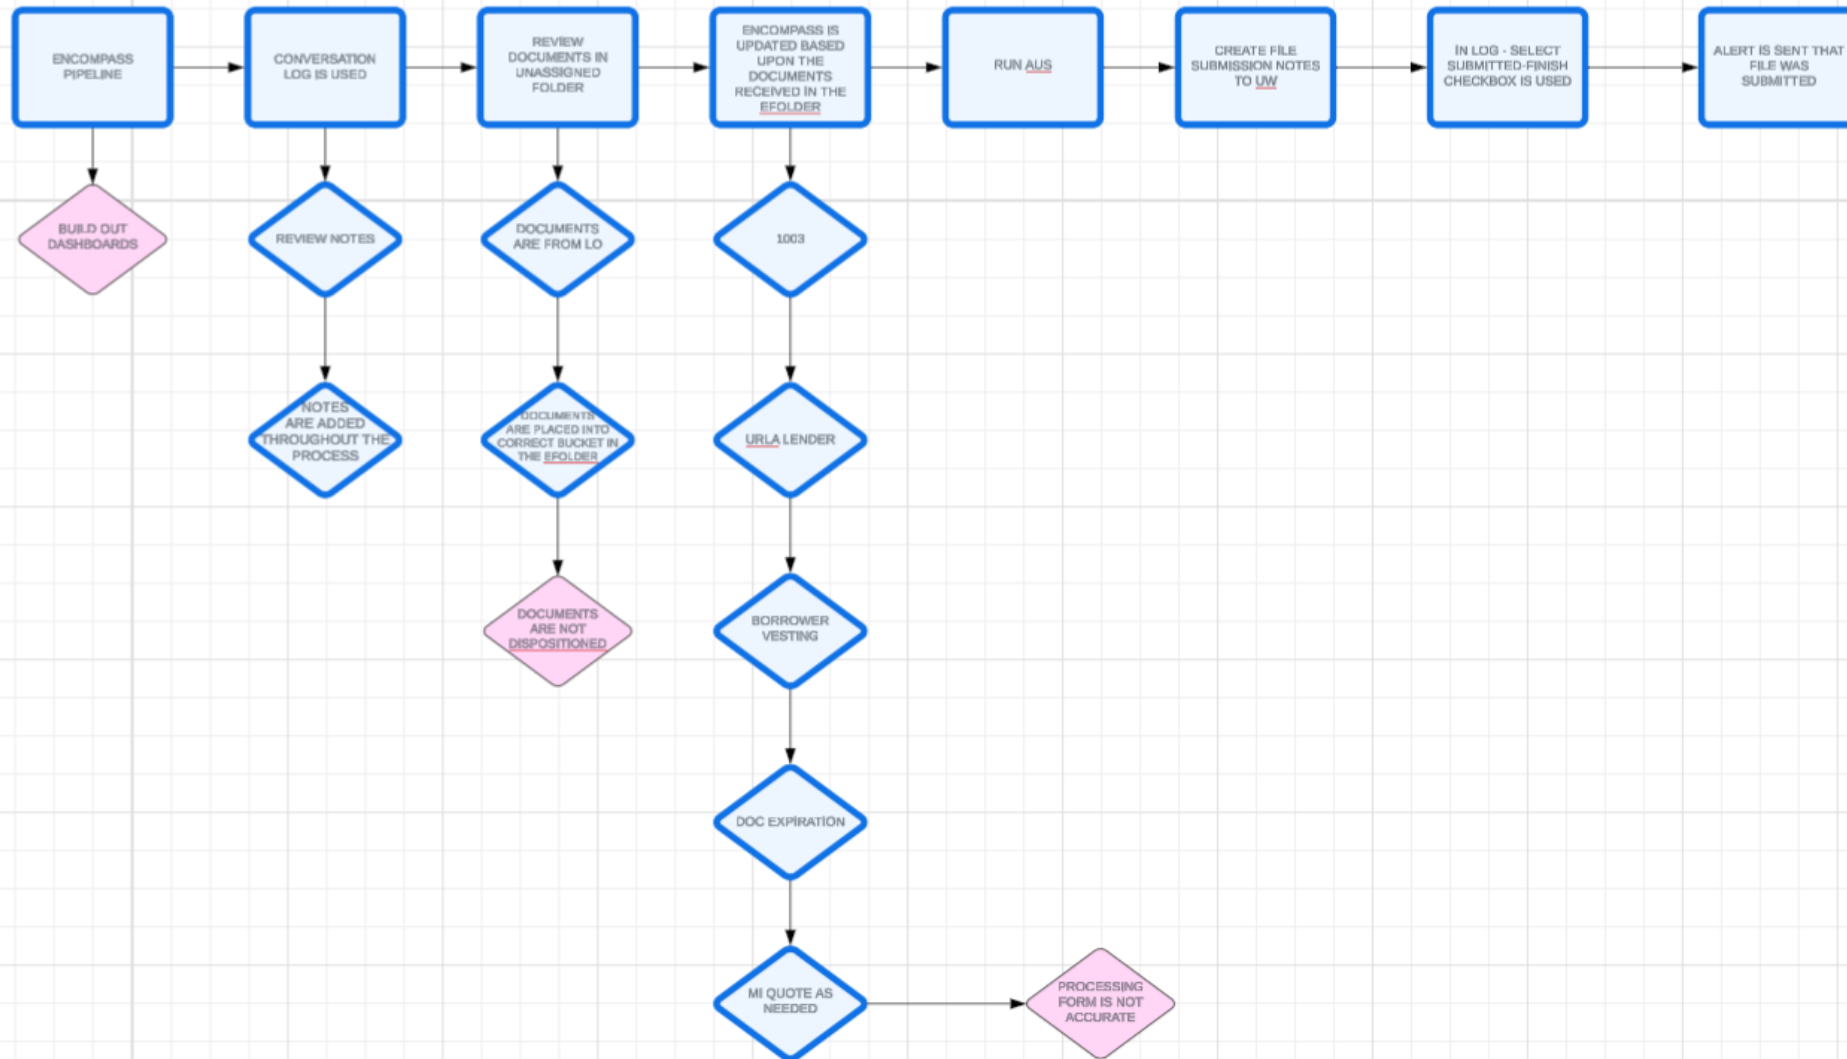 ENCOMPASS
PIPELINE
CONVERSATION
LOG IS USED
REVIEW
DOCUMENTS IN
UNASSIGNED
FOLDER
ENCOMPASS IS
UPDATED BASED
UPON THE
DOCUMENTS
RECEIVED IN THE
EFOLDER
RUN AUS
CREATE FILE
SUBMISSION NOTES
TO UW
IN LOG - SELECT
SUBMITTED-FINISH
CHECKBOX IS USED
ALERT IS SENT THAT
FILE WAS
SUBMITTED
BUILD OUT
DASHBOARDS
REVIEW NOTES
DOCUMENTS
ARE FROM LO
1003
NOTES
ARE ADDED
THROUGHOUT THE
PROCESS
DOCUMENTS
ARE PLACED INTO
CORRECT BUCKET IN
THE EFOLDER
URLA LENDER
DOCUMENTS
ARE NOT
DISPOSITIONED
BORROWER
VESTING
DOC EXPIRATION
MI QUOTE AS
NEEDED
PROCESSING
FORM IS NOT
ACCURATE